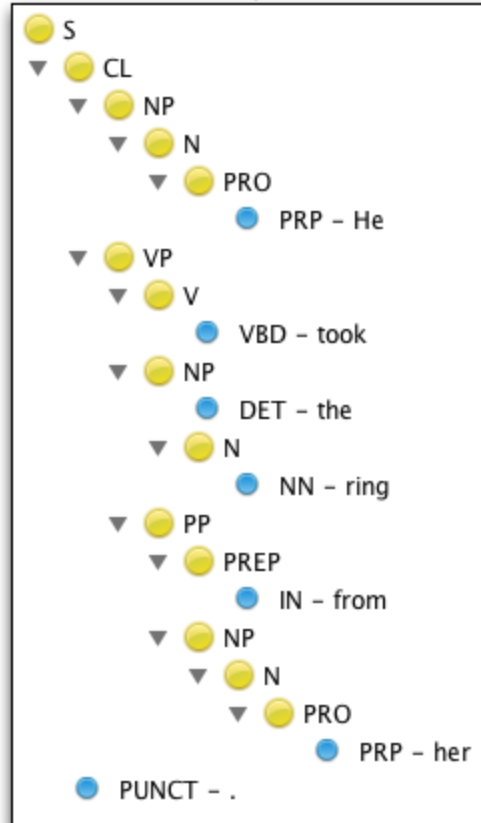 S
CL
NP
N
PRO
PRP – He
VP
V
VBD – took
NP
DET – the
N
NN – ring
PP
PREP
IN – from
NP
N
PRO
PRP – her
PUNCT – .